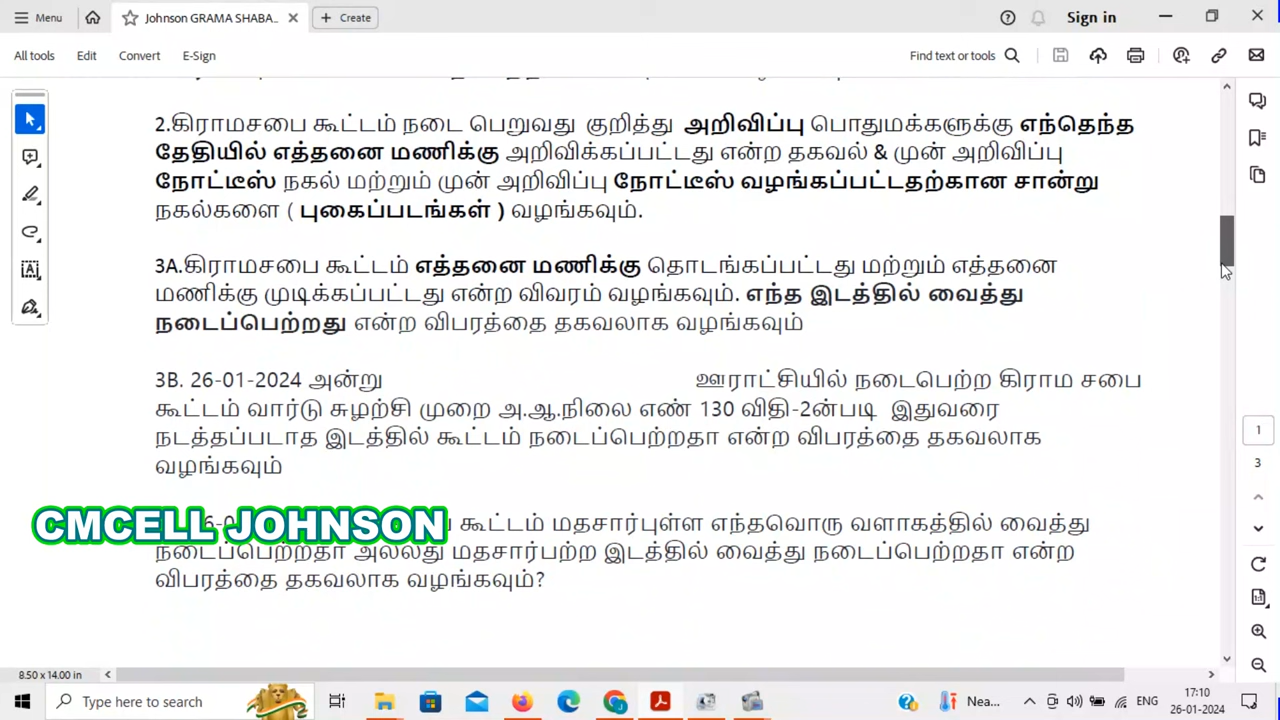 Menu
Johnson GRAMA SHABA...
Create
Sign in
All tools
Edit
Convert
E-Sign
Find text or tools
2.கிராமசபை கூட்டம் நடை பெறுவது குறித்து அறிவிப்பு பொதுமக்களுக்கு எந்தெந்த
தேதியில் எத்தனை மணிக்கு அறிவிக்கப்பட்டது என்ற தகவல் & முன் அறிவிப்பு
நோட்டீஸ் நகல் மற்றும் முன் அறிவிப்பு நோட்டீஸ் வழங்கப்பட்டதற்கான சான்று
நகல்களை ( புகைப்படங்கள் ) வழங்கவும்.
3A.கிராமசபை கூட்டம் எத்தனை மணிக்கு தொடங்கப்பட்டது மற்றும் எத்தனை
மணிக்கு முடிக்கப்பட்டது என்ற விவரம் வழங்கவும். எந்த இடத்தில் வைத்து
நடைப்பெற்றது என்ற விபரத்தை தகவலாக வழங்கவும்
3B. 26-01-2024 அன்று ஊராட்சியில் நடைபெற்ற கிராம சபை
கூட்டம் வார்டு சுழற்சி முறை அ.ஆ.நிலை எண் 130 விதி-2ன்படி இதுவரை
நடத்தப்படாத இடத்தில் கூட்டம் நடைப்பெற்றதா என்ற விபரத்தை தகவலாக
வழங்கவும்
கூட்டம் மதசார்புள்ள எந்தவொரு வளாகத்தில் வைத்து
CMCELL JOHNSON
நடைப்பெற்றதா அல்லது மதசார்பற்ற இடத்தில் வைத்து நடைப்பெற்றதா என்ற
விபரத்தை தகவலாக வழங்கவும்?
1
3
8.50 x 14.00 in
Type here to search
Nea...
ENG
17:10
26-01-2024